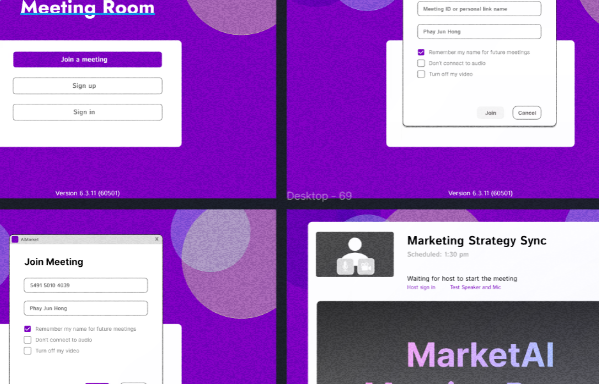 Meeting Room
Join a meeting
Sign up
Sign in
Version 6.3.11 (60501)
Meeting ID or personal link name
Phey Jun Hong
Remember my name for future meetings
Don't connect to audio
Turn off my video
Join
Cancel
Version 6.3.11 (60501)
Desktop - 69
Join Meeting
5491 5010 4039
Phey Jun Hong
Remember my name for future meetings
Don't connect to audio
Turn off my video
Marketing Strategy Sync
Scheduled: 1:30 pm
Waiting for host to start the meeting
Host sign in
Test Speaker and Mic
MarketAI